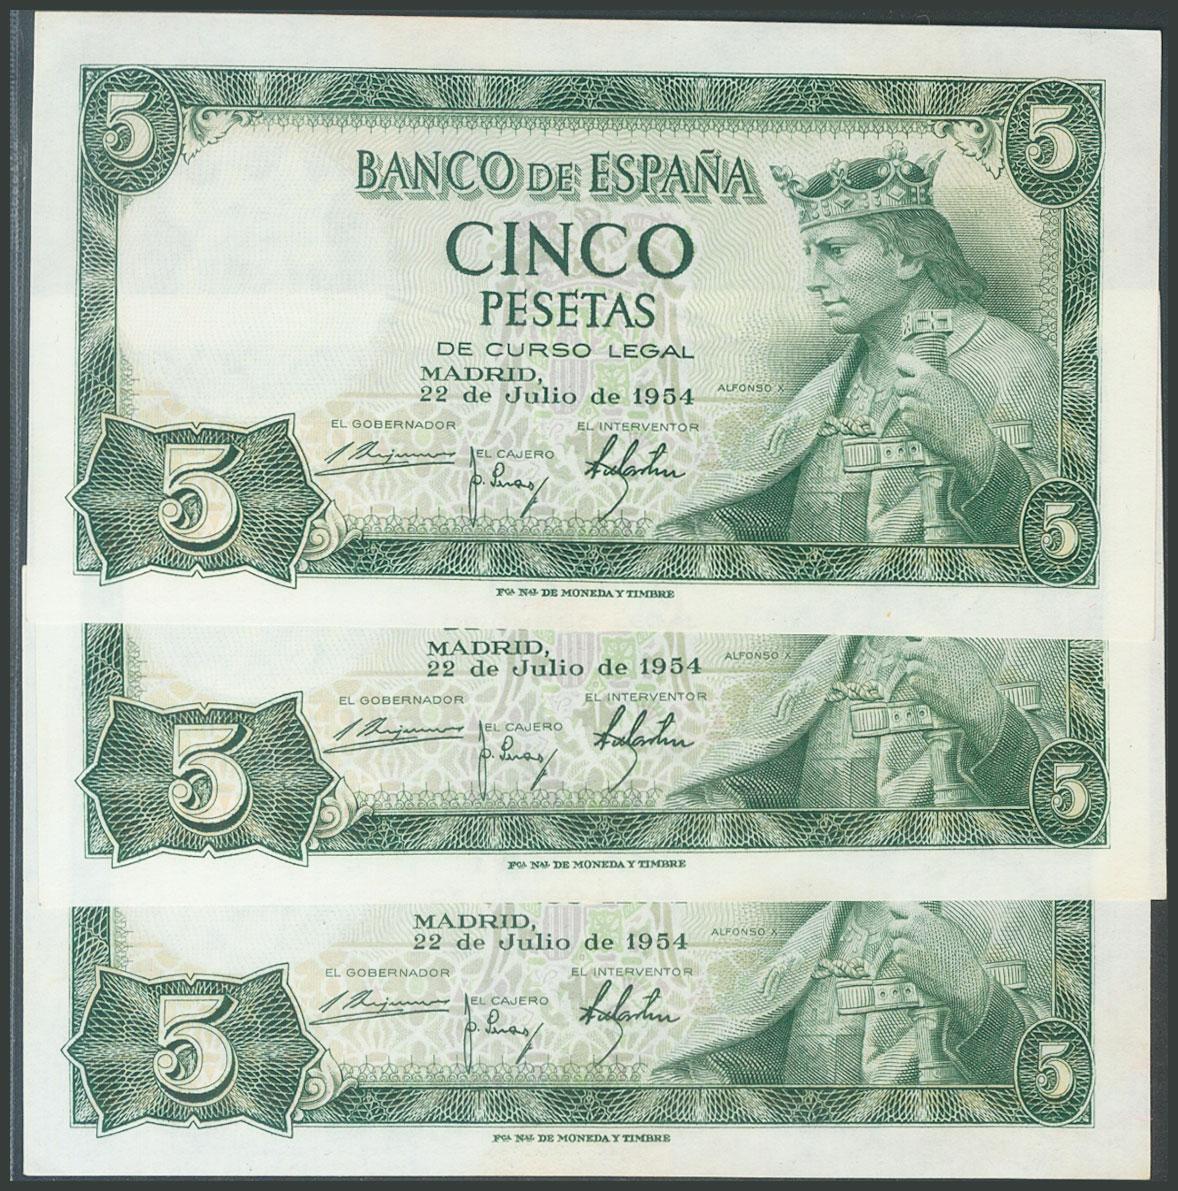 5 5
BANCO DE ESPAÑA
CINCO
PESETAS
DE CURSO LEGAL
MADRID,
22 de Julio de 1954
ALFONSO X
EL GOBERNADOR EL INTERVENTOR
EL CAJERO
5 5
FCA NAL DE MONEDA Y TIMBRE
MADRID,
22 de Julio de 1954
ALFONSO X
EL GOBERNADOR EL INTERVENTOR
EL CAJERO
5 5
FCA NAL DE MONEDA Y TIMBRE
MADRID,
22 de Julio de 1954
ALFONSO X
EL GOBERNADOR EL INTERVENTOR
EL CAJERO
5 5
FCA NAL DE MONEDA Y TIMBRE